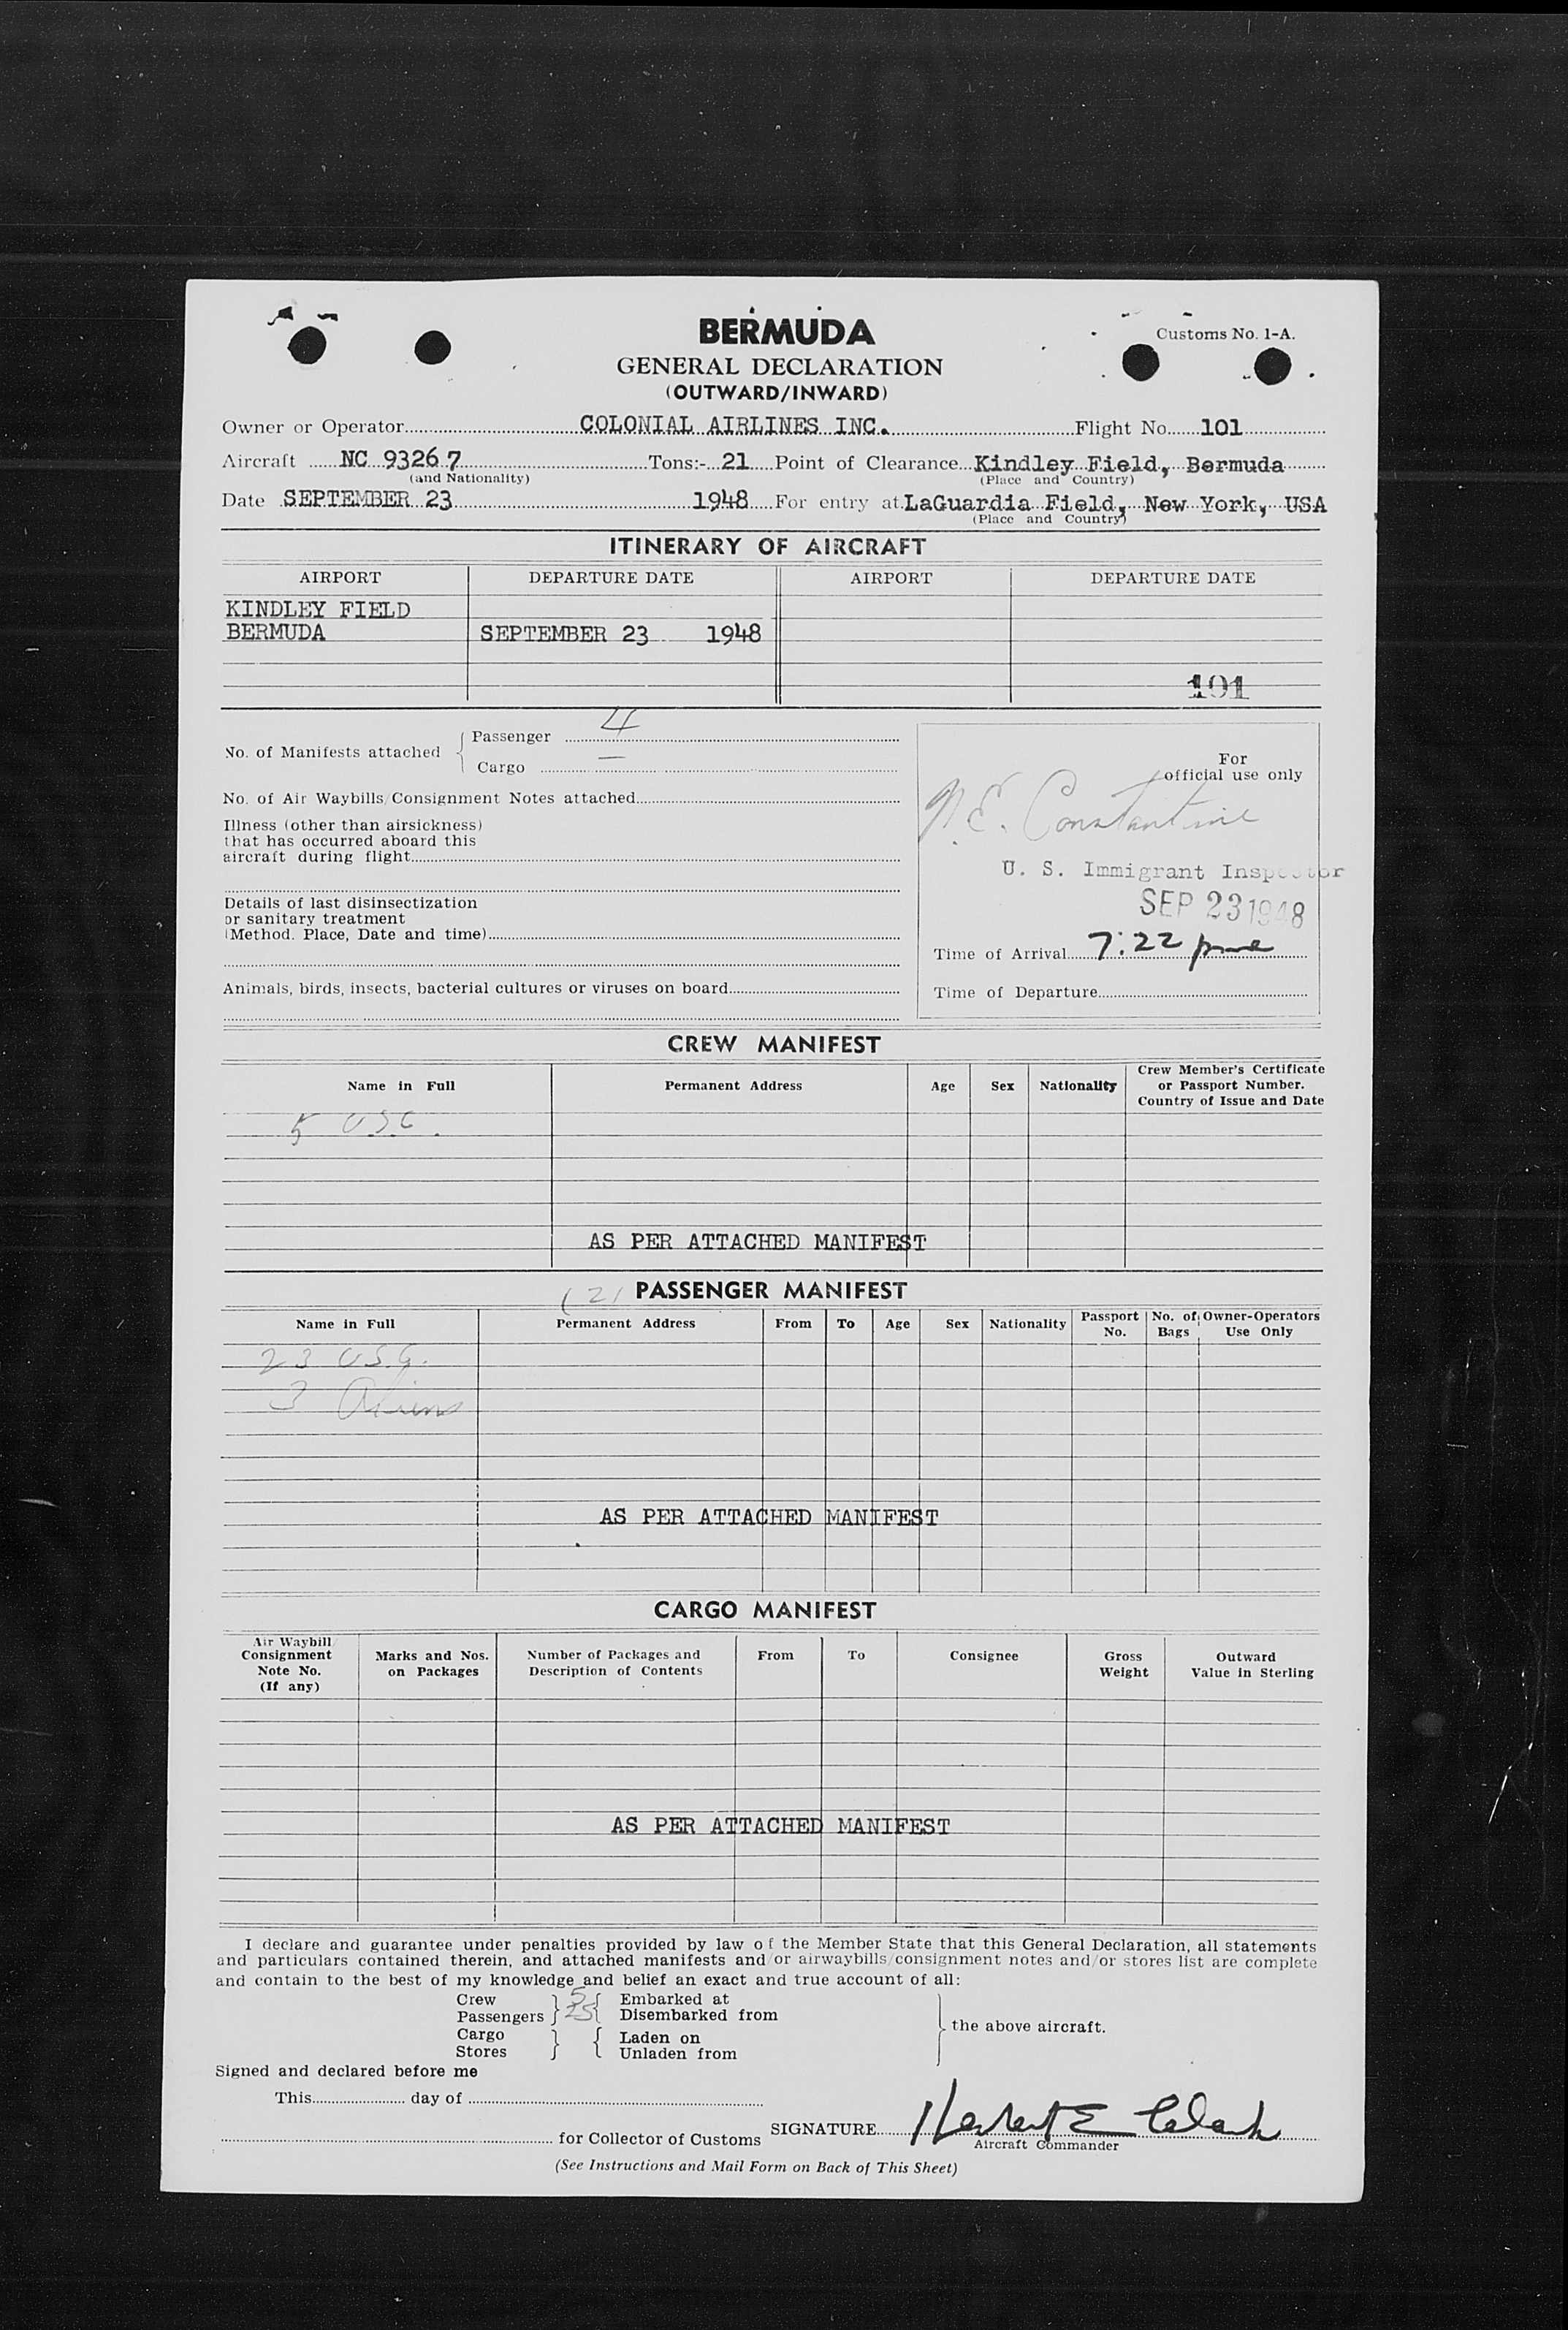 BERMUDA
Customs No. 1-A.
GENERAL DECLARATION
(OUTWARD/INWARD)
Owner or Operator COLONIAL AIRLINES INC. Flight No. 101
Aircraft NC 93267 Tons:- 21 Point of Clearance Kindley Field, Bermuda
(and Nationality) (Place and Country)
Date SEPTEMBER 23 1948 For entry at LaGuardia Field, New York, USA
(Place and Country)
ITINERARY OF AIRCRAFT
AIRPORT DEPARTURE DATE AIRPORT DEPARTURE DATE
KINDLEY FIELD
BERMUDA SEPTEMBER 23 1948
101
No. of Manifests attached { Passenger 4
Cargo —
For
official use only
No. of Air Waybills/Consignment Notes attached
N.E. Constantine
Illness (other than airsickness)
that has occurred aboard this
aircraft during flight
U. S. Immigrant Inspector
SEP 23 1948
Details of last disinsectization
or sanitary treatment
(Method. Place, Date and time)
Time of Arrival 7:22 pm
Animals, birds, insects, bacterial cultures or viruses on board
Time of Departure
CREW MANIFEST
Name in Full Permanent Address Age Sex Nationality Crew Member's Certificate
or Passport Number.
Country of Issue and Date
5 USC.
AS PER ATTACHED MANIFEST
(2) PASSENGER MANIFEST
Name in Full Permanent Address From To Age Sex Nationality Passport No. No. of Bags Owner-Operators Use Only
23 USC.
3 Aliens
AS PER ATTACHED MANIFEST
CARGO MANIFEST
Air Waybill/
Consignment
Note No.
(If any)
Marks and Nos.
on Packages
Number of Packages and
Description of Contents
From To Consignee
Gross
Weight
Outward
Value in Sterling
AS PER ATTACHED MANIFEST
I declare and guarantee under penalties provided by law of the Member State that this General Declaration, all statements
and particulars contained therein, and attached manifests and/or airwaybills/consignment notes and/or stores list are complete
and contain to the best of my knowledge and belief an exact and true account of all:
Crew } 5 { Embarked at
Passengers } 25 { Disembarked from
Cargo } { Laden on
Stores } { Unladen from
} the above aircraft.
Signed and declared before me
This day of
SIGNATURE Herbert E Clark
for Collector of Customs
Aircraft Commander
(See Instructions and Mail Form on Back of This Sheet)